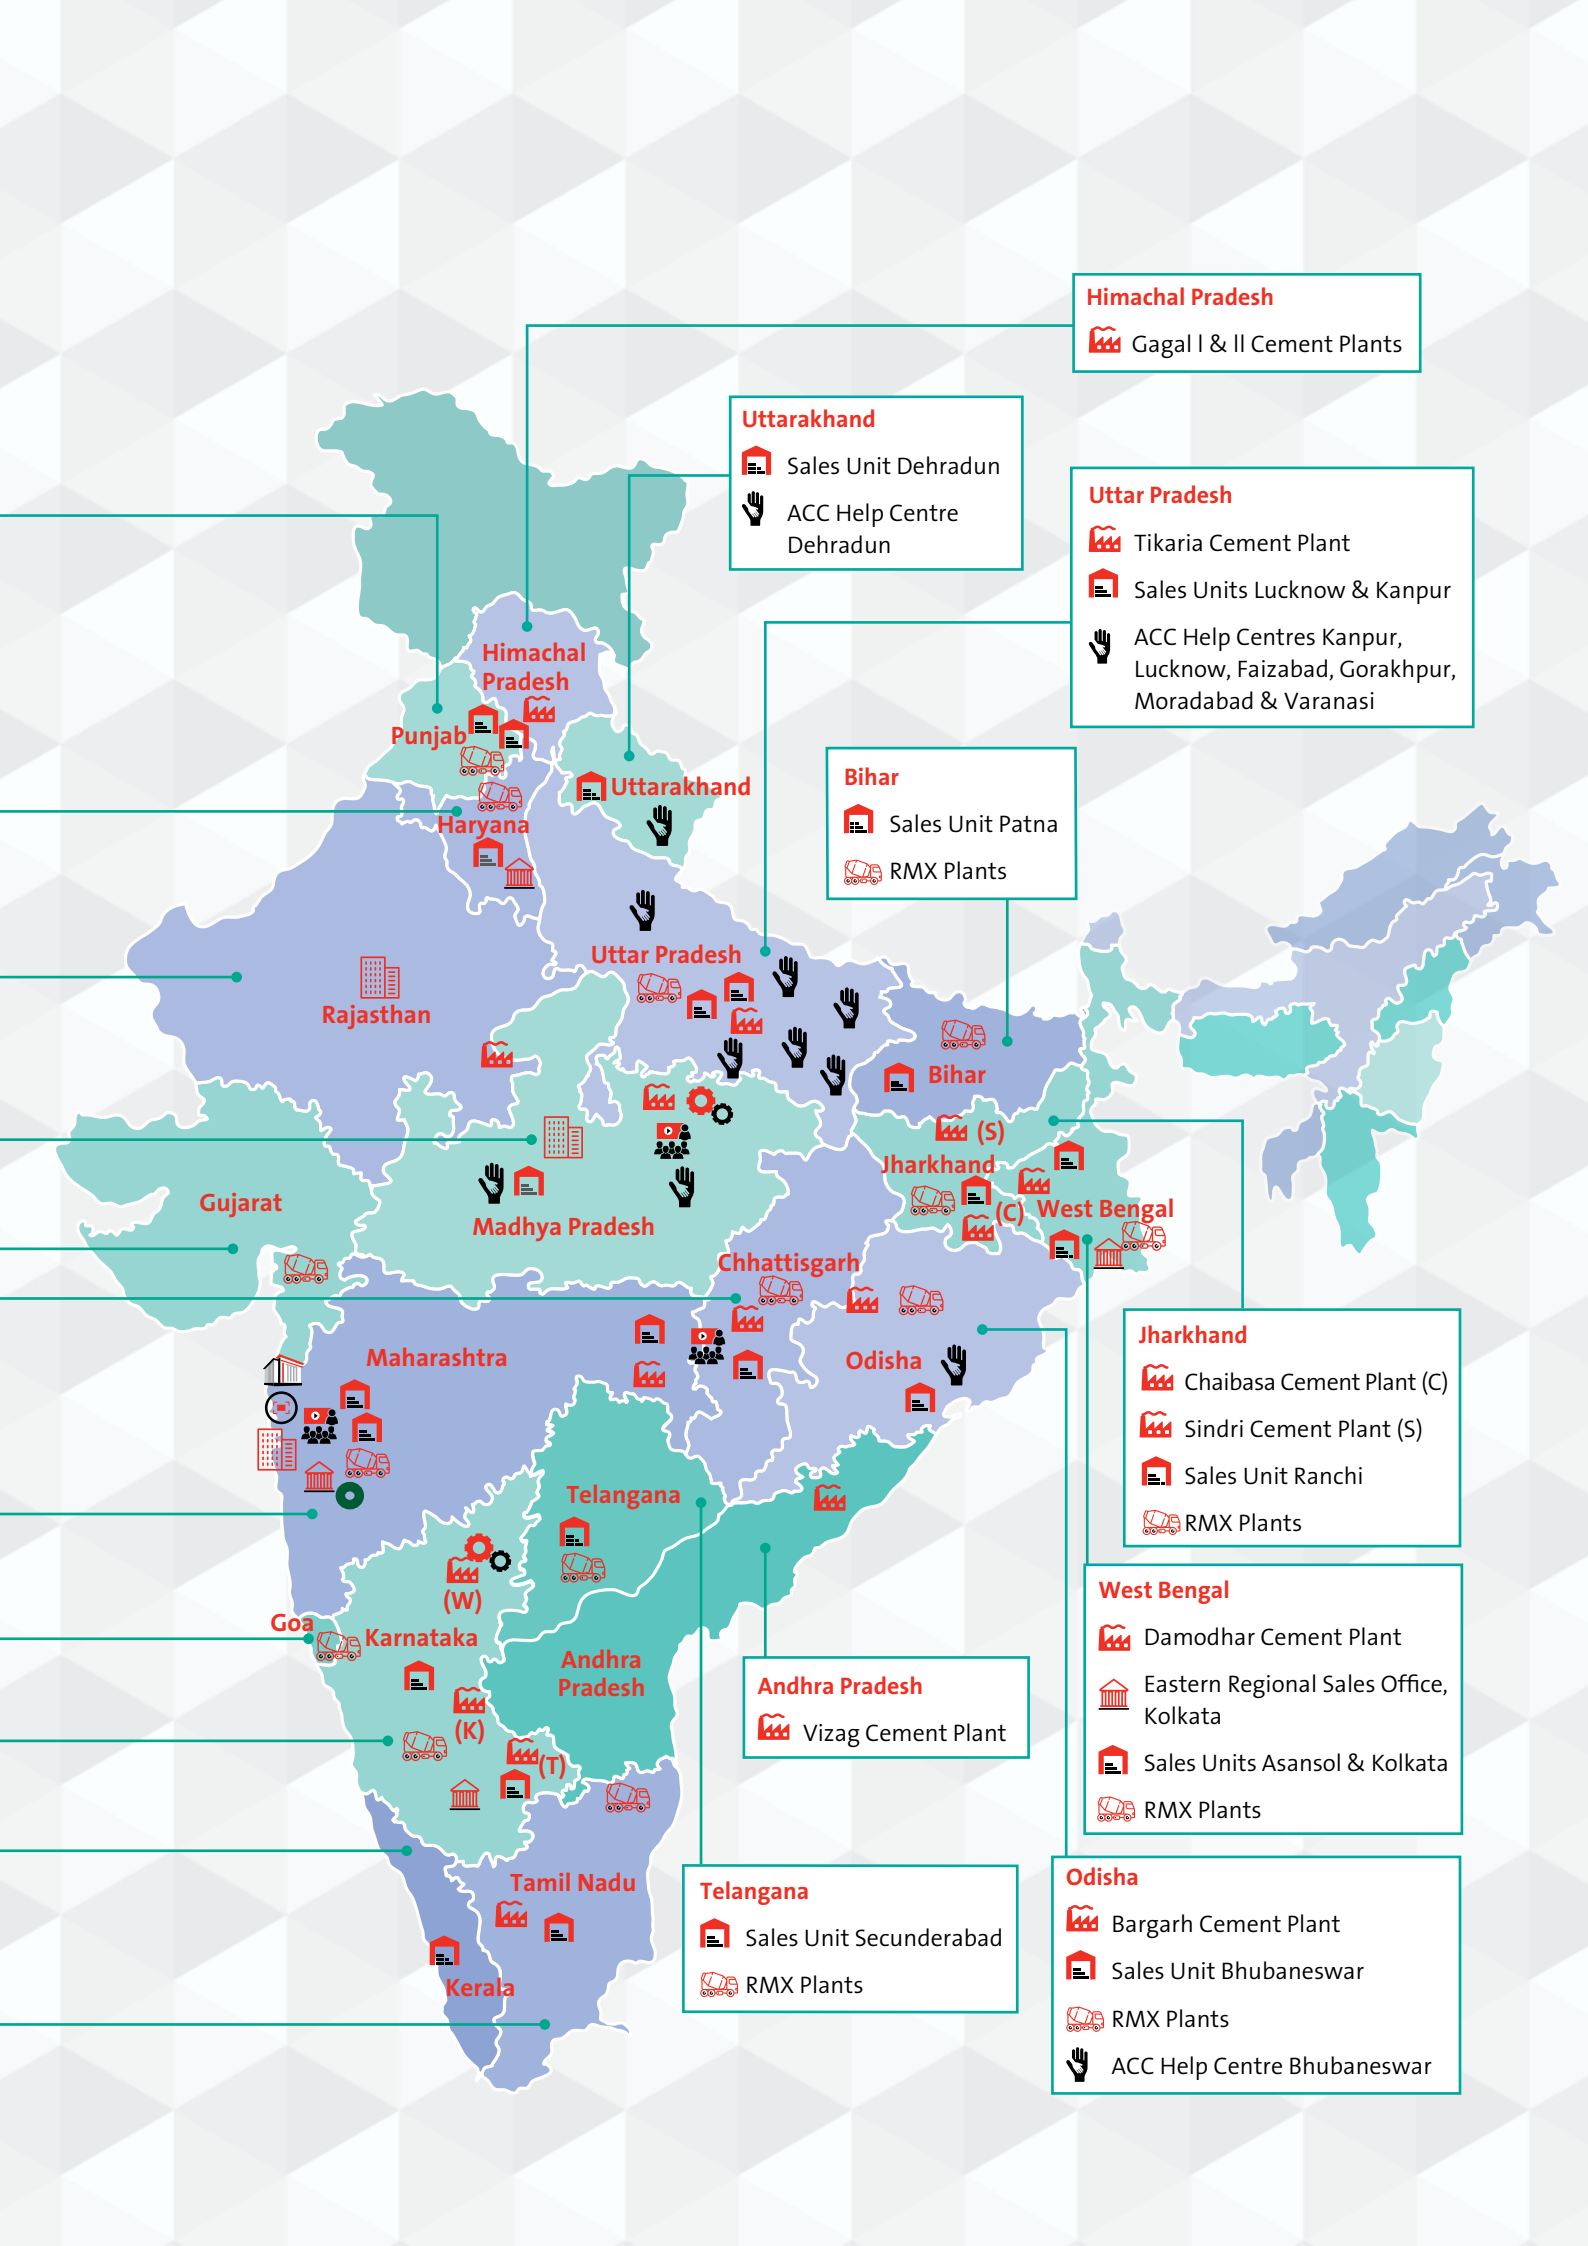 Himachal Pradesh
Gagal l & ll Cement Plants
Uttarakhand
Sales Unit Dehradun
ACC Help Centre
Dehradun
Uttar Pradesh
Tikaria Cement Plant
Sales Units Lucknow & Kanpur
ACC Help Centres Kanpur,
Lucknow, Faizabad, Gorakhpur,
Moradabad & Varanasi
Bihar
Sales Unit Patna
RMX Plants
Himachal
Pradesh
Punjab
Uttarakhand
Haryana
Uttar Pradesh
Rajasthan
Bihar
(S)
Jharkhand
(C)
West Bengal
Gujarat
Madhya Pradesh
Chhattisgarh
Maharashtra
Odisha
Telangana
(W)
Goa
Karnataka
Andhra
Pradesh
(K)
(T)
Tamil Nadu
Kerala
Jharkhand
Chaibasa Cement Plant (C)
Sindri Cement Plant (S)
Sales Unit Ranchi
RMX Plants
West Bengal
Damodhar Cement Plant
Eastern Regional Sales Office,
Kolkata
Sales Units Asansol & Kolkata
RMX Plants
Andhra Pradesh
Vizag Cement Plant
Telangana
Sales Unit Secunderabad
RMX Plants
Odisha
Bargarh Cement Plant
Sales Unit Bhubaneswar
RMX Plants
ACC Help Centre Bhubaneswar